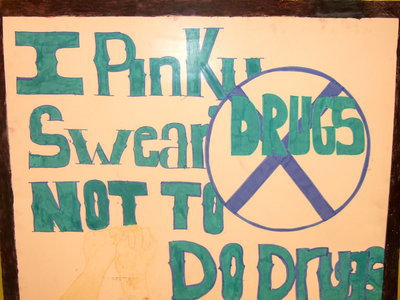 I Pinky
Swear
DRUGS
NOT TO
Do Drugs